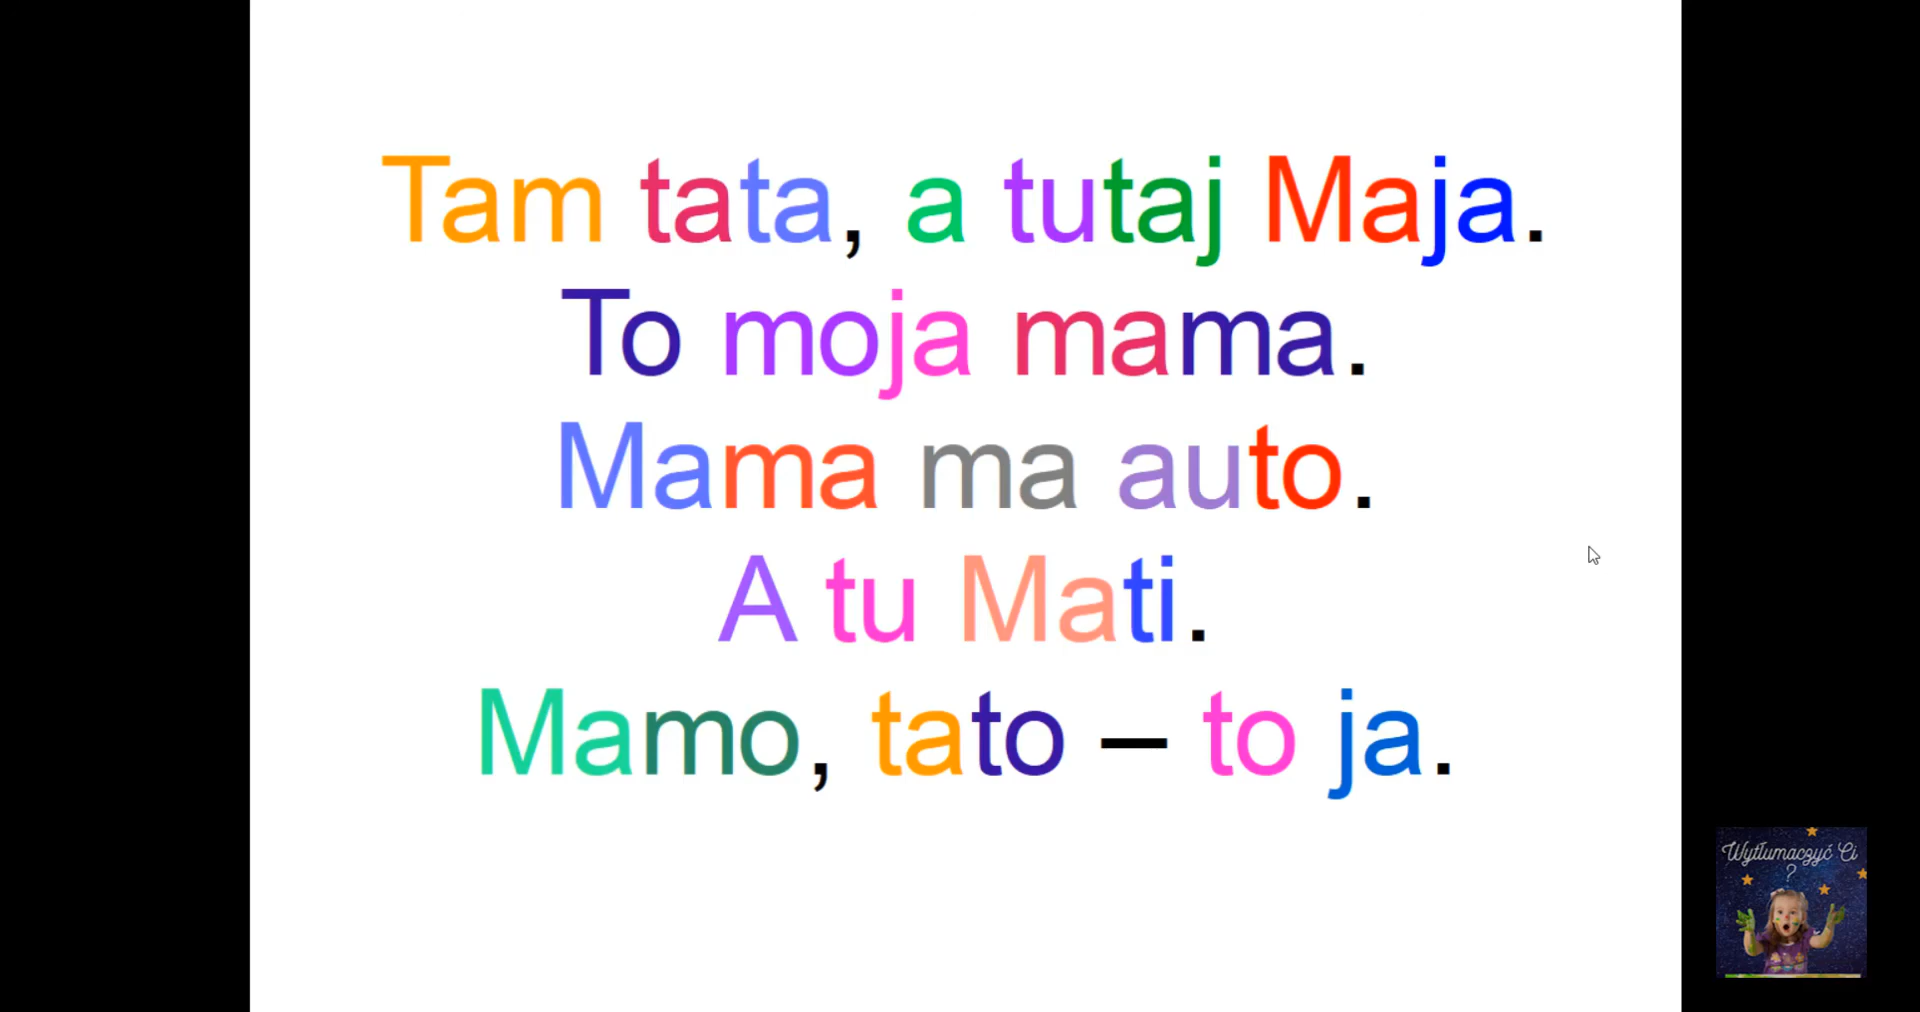 Tam tata, a tutaj Maja.
To moja mama.
Mama ma auto.
A tu Mati.
Mamo, tato – to ja.
Wytłumaczyć Ci
?